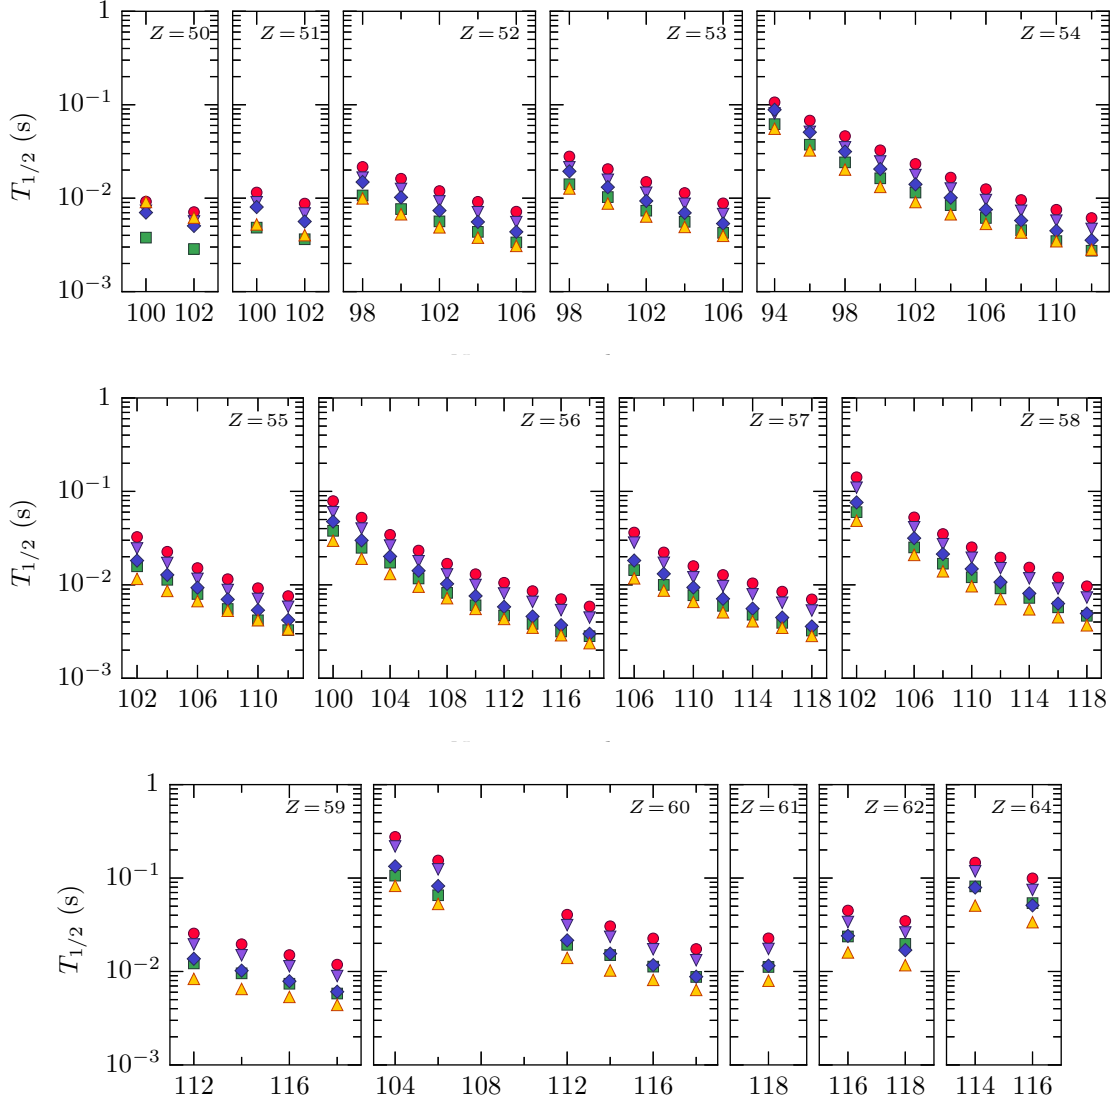 Z = 50 Z = 51 Z = 52 Z = 53 Z = 54
10⁻¹
10⁻²
10⁻³
T₁/₂ (s)
100 102 100 102 98 102 106 98 102 106 94 98 102 106 110
1
Z = 55 Z = 56 Z = 57 Z = 58
10⁻¹
10⁻²
10⁻³
T₁/₂ (s)
102 106 110 100 104 108 112 116 106 110 114 118 102 106 110 114 118
1
Z = 59 Z = 60 Z = 61 Z = 62 Z = 64
10⁻¹
10⁻²
10⁻³
T₁/₂ (s)
112 116 104 108 112 116 118 116 118 114 116